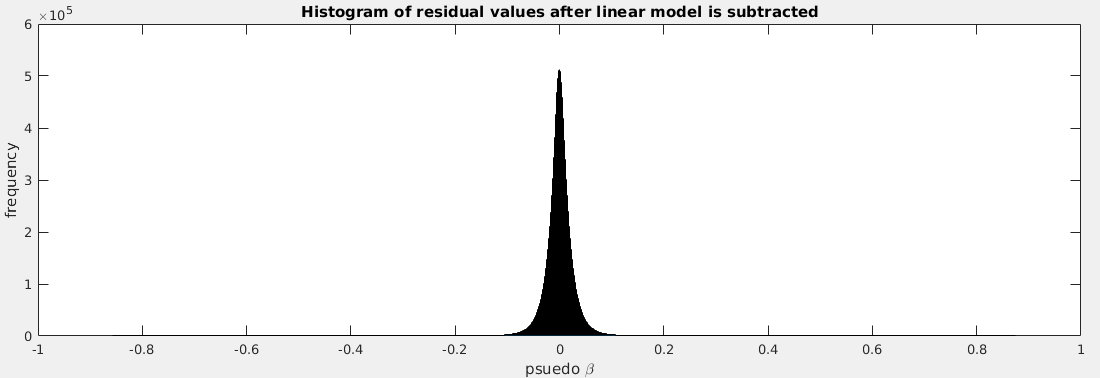 Histogram of residual values after linear model is subtracted
×10^5
6
5
4
3
2
1
0
frequency
-1 -0.8 -0.6 -0.4 -0.2 0 0.2 0.4 0.6 0.8 1
psuedo β